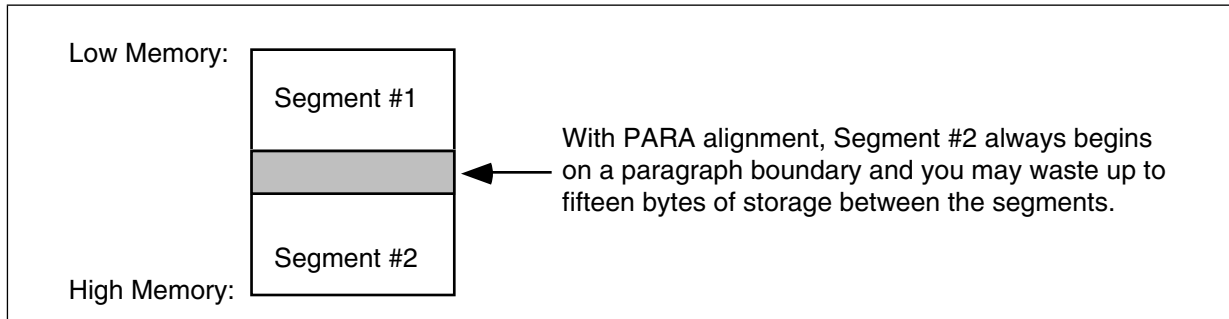 Low Memory:
Segment #1
With PARA alignment, Segment #2 always begins
on a paragraph boundary and you may waste up to
fifteen bytes of storage between the segments.
Segment #2
High Memory: